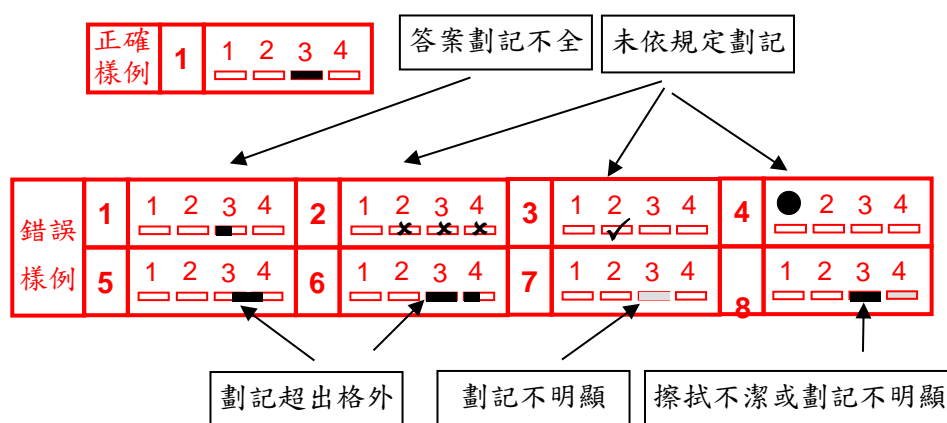 正確
樣例
1
1 2 3 4
答案劃記不全
未依規定劃記
錯誤
樣例
1
1 2 3 4
2
1 2 3 4
3
1 2 3 4
4
2 3 4
5
1 2 3 4
6
1 2 3 4
7
1 2 3 4
8
1 2 3 4
劃記超出格外
劃記不明顯
擦拭不潔或劃記不明顯